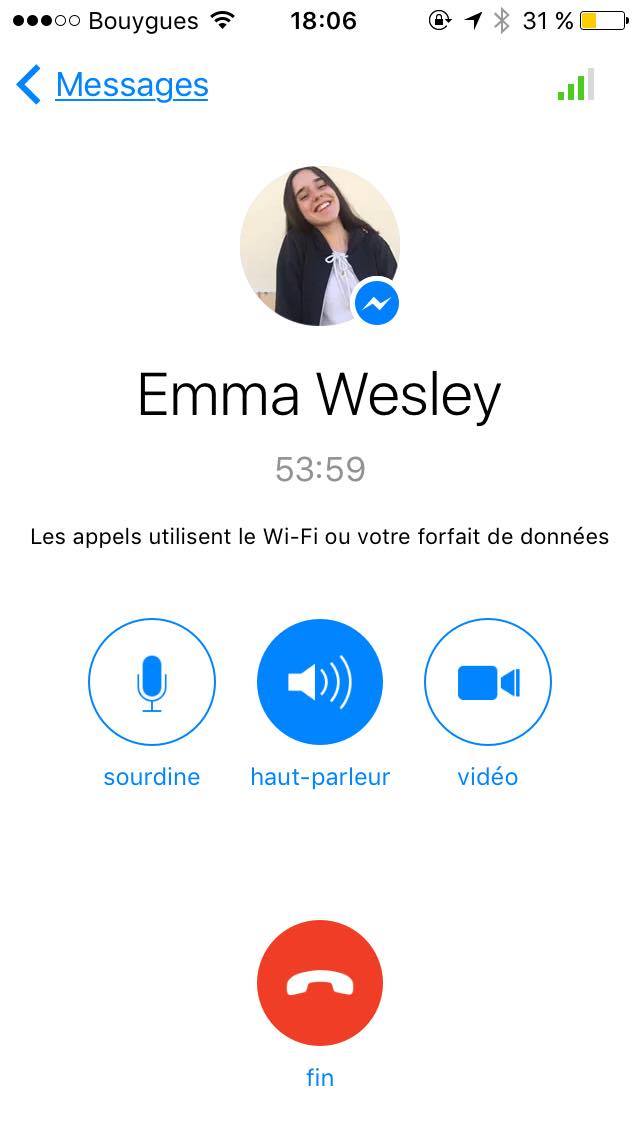 Bouygues 18:06 31 %
Messages
Emma Wesley
53:59
Les appels utilisent le Wi-Fi ou votre forfait de données
sourdine haut-parleur vidéo
fin